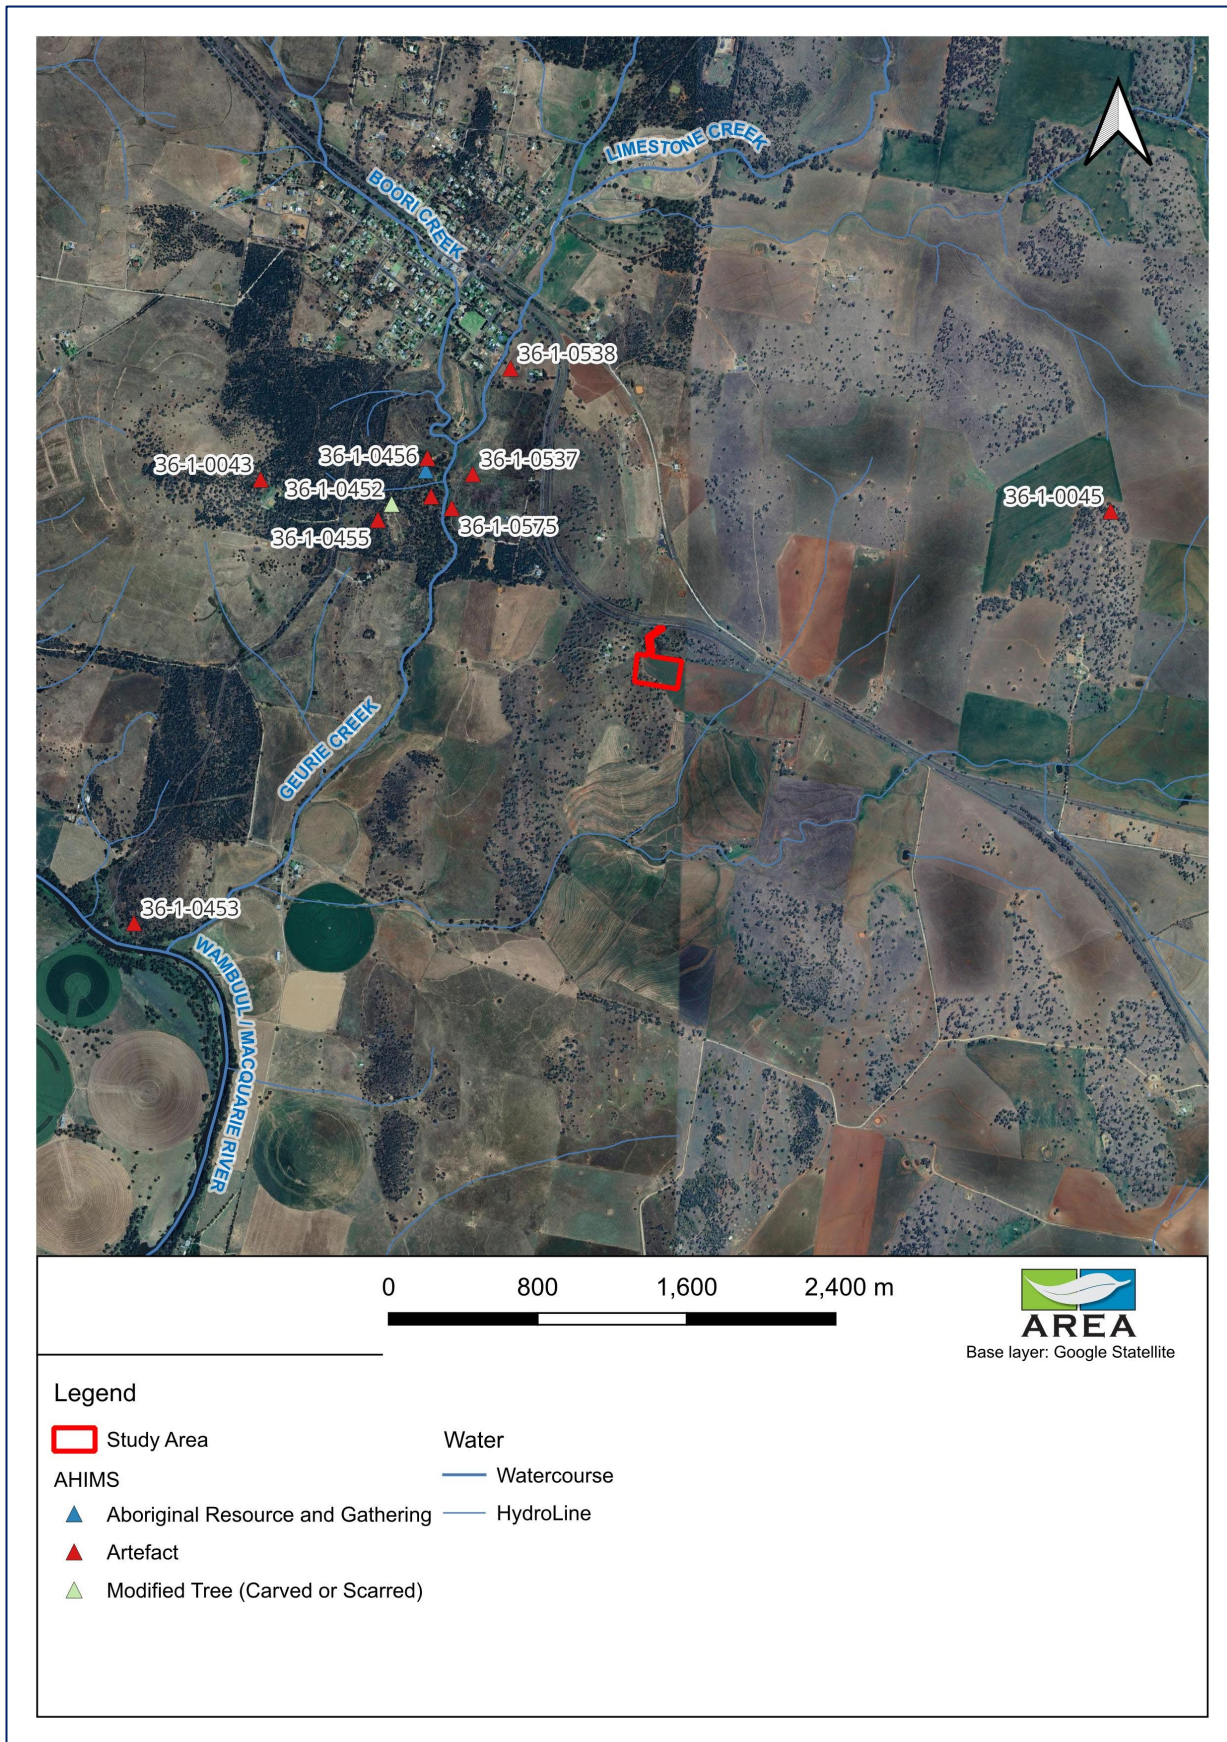 LIMESTONE CREEK
BOORI CREEK
36-1-0538
36-1-0456
36-1-0537
36-1-0043
36-1-0452
36-1-0045
36-1-0575
36-1-0455
GEURIE CREEK
36-1-0453
WAMBUUL / MACQUARIE RIVER
0 800 1,600 2,400 m
AREA
Base layer: Google Statellite
Legend
Study Area
AHIMS
Aboriginal Resource and Gathering
Artefact
Modified Tree (Carved or Scarred)
Water
Watercourse
HydroLine